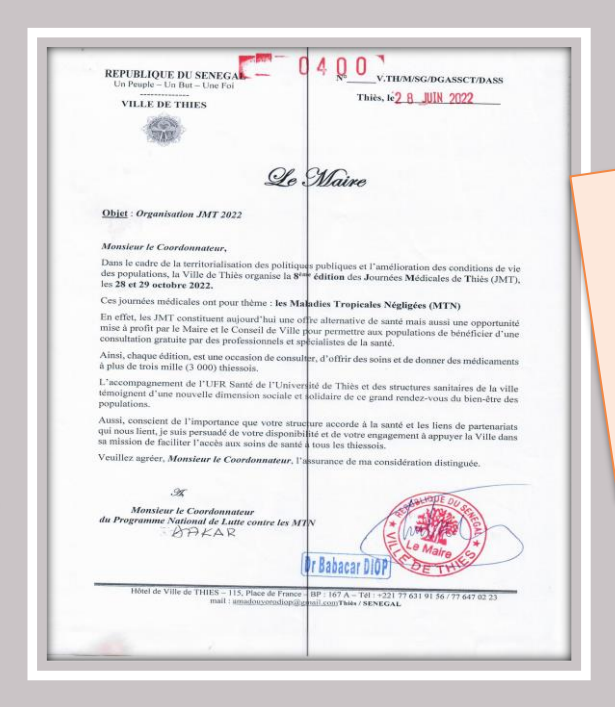 0400
REPUBLIQUE DU SENEGAL
Un Peuple – Un But – Une Foi
-------------
VILLE DE THIES
N° V.TH/M/SG/DGASSCT/DASS
Thiès, le 28 JUIN 2022
Le Maire
Objet : Organisation JMT 2022
Monsieur le Coordonnateur,
Dans le cadre de la territorialisation des politiques publiques et l'amélioration des conditions de vie
des populations, la Ville de Thiès organise la 8ème édition des Journées Médicales de Thiès (JMT),
les 28 et 29 octobre 2022.
Ces journées médicales ont pour thème : les Maladies Tropicales Négligées (MTN)
En effet, les JMT constituent aujourd'hui une offre alternative de santé mais aussi une opportunité
mise à profit par le Maire et le Conseil de Ville pour permettre aux populations de bénéficier d'une
consultation gratuite par des professionnels et spécialistes de la santé.
Ainsi, chaque édition, est une occasion de consulter, d'offrir des soins et de donner des médicaments
à plus de trois mille (3 000) thiessois.
L'accompagnement de l'UFR Santé de l'Université de Thiès et des structures sanitaires de la ville
témoignent d'une nouvelle dimension sociale et solidaire de ce grand rendez-vous du bien-être des
populations.
Aussi, conscient de l'importance que votre structure accorde à la santé et les liens de partenariats
qui nous lient, je suis persuadé de votre disponibilité et de votre engagement à appuyer la Ville dans
sa mission de faciliter l'accès aux soins de santé à tous les thiessois.
Veuillez agréer, Monsieur le Coordonnateur, l'assurance de ma considération distinguée.
Monsieur le Coordonnateur
du Programme National de Lutte contre les MTN
DAKAR
REPUBLIQUE DU SENEGAL
Le Maire
VILLE DE THIES
Dr Babacar DIOP
Hôtel de Ville de THIES – 115, Place de France – BP : 167 A – Tél : +221 77 631 91 56 / 77 647 02 23
mail : amadouyorodiop@gmail.com Thiès / SENEGAL